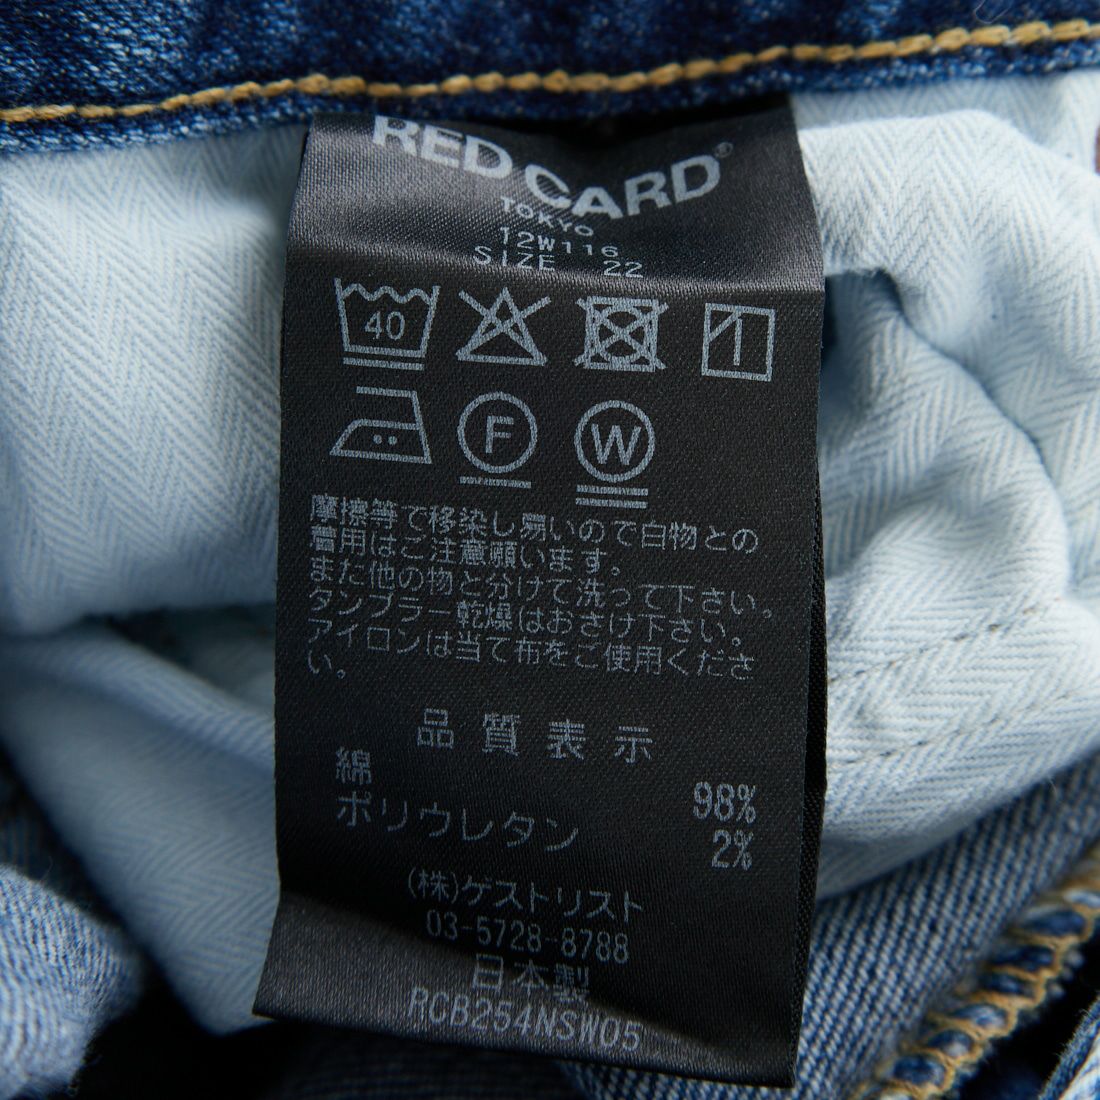 RED CARD®
TOKYO
12W116
SIZE 22
40
F W
摩擦等で移染し易いので白物との
着用はご注意願います。
また他の物と分けて洗って下さい。
タンブラー乾燥はおさけ下さい。
アイロンは当て布をご使用くださ
い。
品質表示
綿 98%
ポリウレタン 2%
(株)ゲストリスト
03-5728-8788
日本製
RCB254NSW05